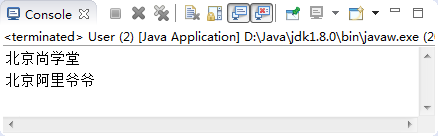 Console
<terminated> User (2) [Java Application] D:\Java\jdk1.8.0\bin\javaw.exe (20
北京尚学堂
北京阿里爷爷